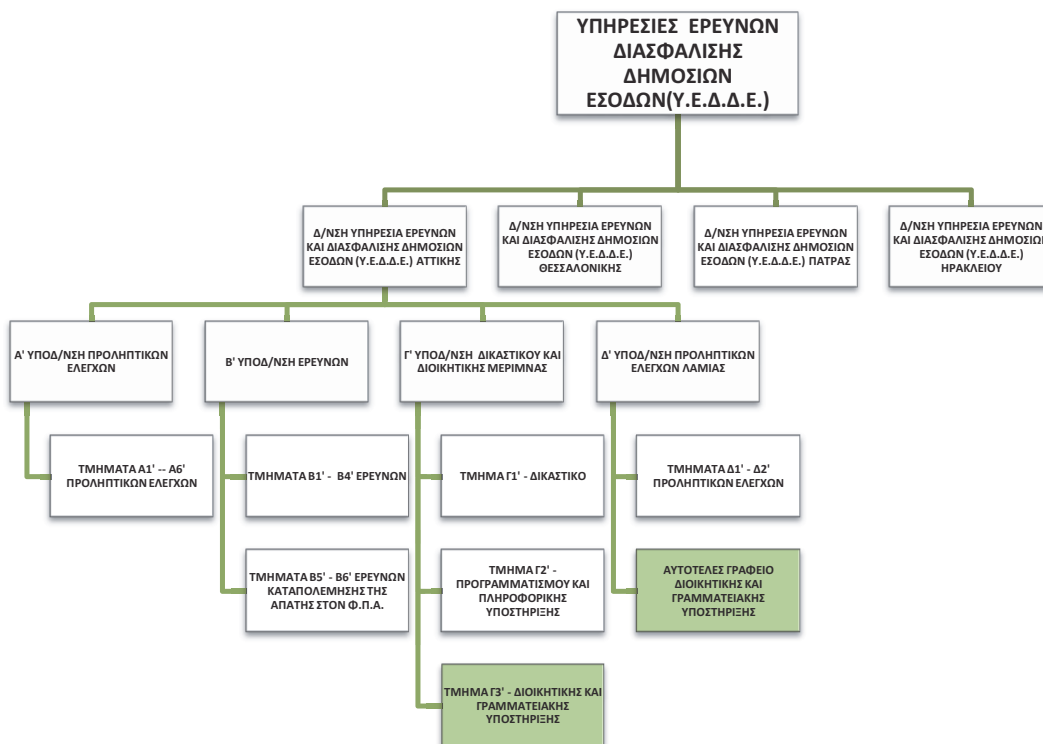 ΥΠΗΡΕΣΙΕΣ ΕΡΕΥΝΩΝ
ΔΙΑΣΦΑΛΙΣΗΣ
ΔΗΜΟΣΙΩΝ
ΕΣΟΔΩΝ(Υ.Ε.Δ.Δ.Ε.)
Δ/ΝΣΗ ΥΠΗΡΕΣΙΑ ΕΡΕΥΝΩΝ
ΚΑΙ ΔΙΑΣΦΑΛΙΣΗΣ ΔΗΜΟΣΙΩΝ
ΕΣΟΔΩΝ (Υ.Ε.Δ.Δ.Ε.) ΑΤΤΙΚΗΣ
Δ/ΝΣΗ ΥΠΗΡΕΣΙΑ ΕΡΕΥΝΩΝ
ΚΑΙ ΔΙΑΣΦΑΛΙΣΗΣ ΔΗΜΟΣΙΩΝ
ΕΣΟΔΩΝ (Υ.Ε.Δ.Δ.Ε.)
ΘΕΣΣΑΛΟΝΙΚΗΣ
Δ/ΝΣΗ ΥΠΗΡΕΣΙΑ ΕΡΕΥΝΩΝ
ΚΑΙ ΔΙΑΣΦΑΛΙΣΗΣ ΔΗΜΟΣΙΩΝ
ΕΣΟΔΩΝ (Υ.Ε.Δ.Δ.Ε.) ΠΑΤΡΑΣ
Δ/ΝΣΗ ΥΠΗΡΕΣΙΑ ΕΡΕΥΝΩΝ
ΚΑΙ ΔΙΑΣΦΑΛΙΣΗΣ ΔΗΜΟΣΙΩΝ
ΕΣΟΔΩΝ (Υ.Ε.Δ.Δ.Ε.)
ΗΡΑΚΛΕΙΟΥ
Α' ΥΠΟΔ/ΝΣΗ ΠΡΟΛΗΠΤΙΚΩΝ
ΕΛΕΓΧΩΝ
Β' ΥΠΟΔ/ΝΣΗ ΕΡΕΥΝΩΝ
Γ' ΥΠΟΔ/ΝΣΗ ΔΙΚΑΣΤΙΚΟΥ ΚΑΙ
ΔΙΟΙΚΗΤΙΚΗΣ ΜΕΡΙΜΝΑΣ
Δ' ΥΠΟΔ/ΝΣΗ ΠΡΟΛΗΠΤΙΚΩΝ
ΕΛΕΓΧΩΝ ΛΑΜΙΑΣ
ΤΜΗΜΑΤΑ Α1' -- Α6'
ΠΡΟΛΗΠΤΙΚΩΝ ΕΛΕΓΧΩΝ
ΤΜΗΜΑΤΑ Β1' - Β4' ΕΡΕΥΝΩΝ
ΤΜΗΜΑ Γ1' - ΔΙΚΑΣΤΙΚΟ
ΤΜΗΜΑΤΑ Δ1' - Δ2'
ΠΡΟΛΗΠΤΙΚΩΝ ΕΛΕΓΧΩΝ
ΤΜΗΜΑΤΑ Β5' - Β6' ΕΡΕΥΝΩΝ
ΚΑΤΑΠΟΛΕΜΗΣΗΣ ΤΗΣ
ΑΠΑΤΗΣ ΣΤΟΝ Φ.Π.Α.
ΤΜΗΜΑ Γ2' -
ΠΡΟΓΡΑΜΜΑΤΙΣΜΟΥ ΚΑΙ
ΠΛΗΡΟΦΟΡΙΚΗΣ
ΥΠΟΣΤΗΡΙΞΗΣ
ΑΥΤΟΤΕΛΕΣ ΓΡΑΦΕΙΟ
ΔΙΟΙΚΗΤΙΚΗΣ ΚΑΙ
ΓΡΑΜΜΑΤΕΙΑΚΗΣ
ΥΠΟΣΤΗΡΙΞΗΣ
ΤΜΗΜΑ Γ3' - ΔΙΟΙΚΗΤΙΚΗΣ ΚΑΙ
ΓΡΑΜΜΑΤΕΙΑΚΗΣ
ΥΠΟΣΤΗΡΙΞΗΣ